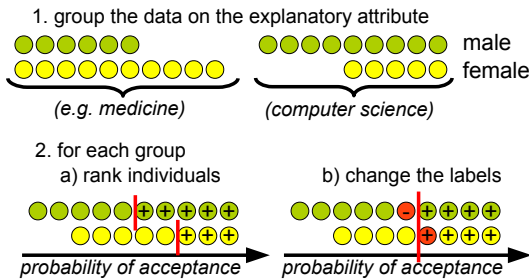 1. group the data on the explanatory attribute
male
female
(e.g. medicine) (computer science)
2. for each group
a) rank individuals b) change the labels
+ + + + + - + + + +
+ + + + + + +
probability of acceptance probability of acceptance